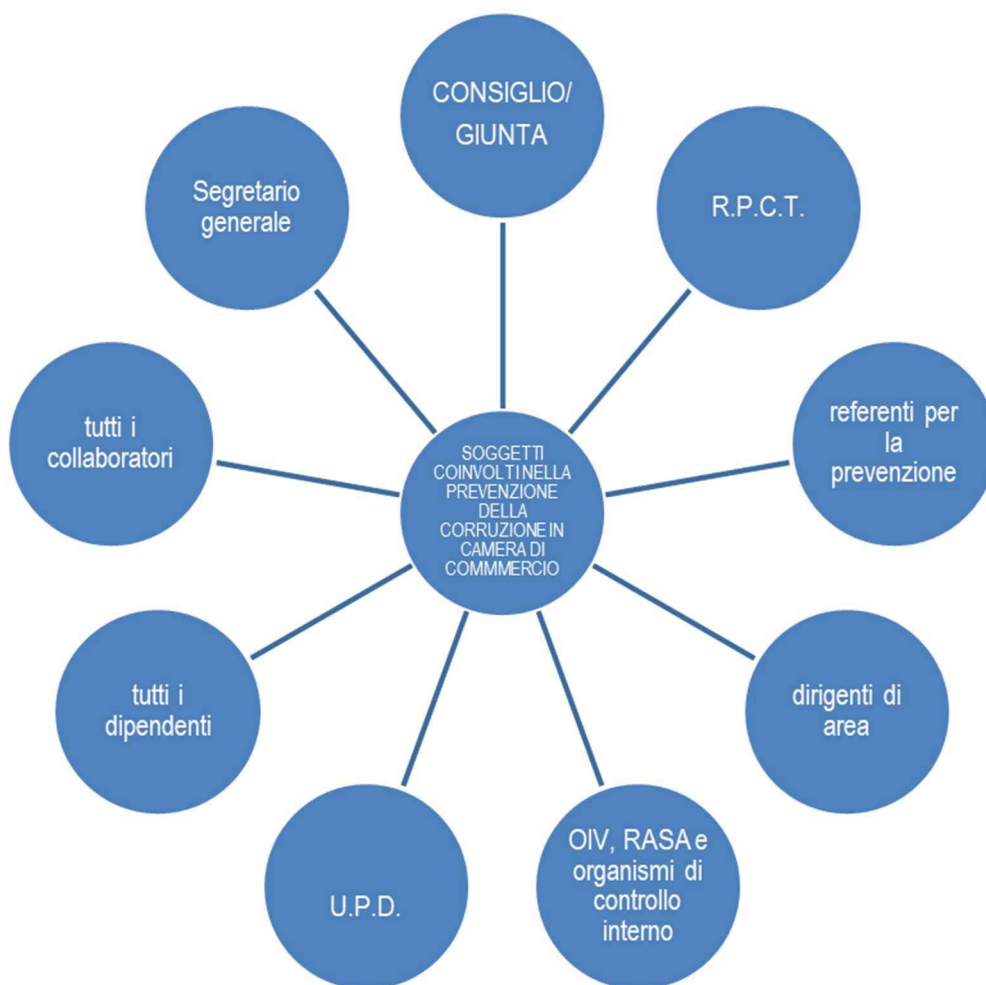 CONSIGLIO/
GIUNTA
R.P.C.T.
referenti per
la
prevenzione
dirigenti di
area
OIV, RASA e
organismi di
controllo
interno
U.P.D.
tutti i
dipendenti
tutti i
collaboratori
Segretario
generale
SOGGETTI
COINVOLTI NELLA
PREVENZIONE
DELLA
CORRUZIONE IN
CAMERA DI
COMMMERCIO